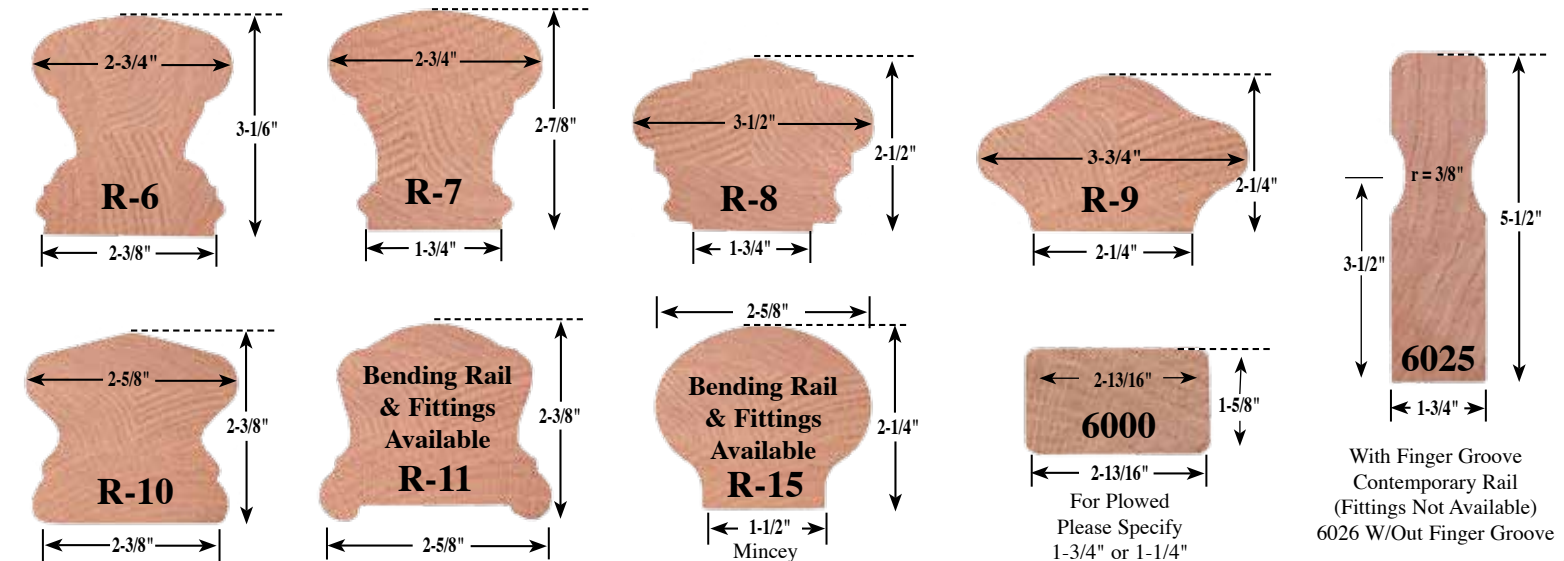 2-3/4"
3-1/6"
R-6
2-3/8"
2-3/4"
2-7/8"
R-7
1-3/4"
3-1/2"
2-1/2"
R-8
1-3/4"
3-3/4"
2-1/4"
R-9
2-1/4"
r = 3/8"
5-1/2"
3-1/2"
6025
1-3/4"
With Finger Groove
Contemporary Rail
(Fittings Not Available)
6026 W/Out Finger Groove
2-5/8"
2-3/8"
R-10
2-3/8"
Bending Rail
& Fittings
Available
R-11
2-3/8"
2-5/8"
2-5/8"
Bending Rail
& Fittings
Available
R-15
2-1/4"
1-1/2"
Mincey
2-13/16"
1-5/8"
6000
2-13/16"
For Plowed
Please Specify
1-3/4" or 1-1/4"